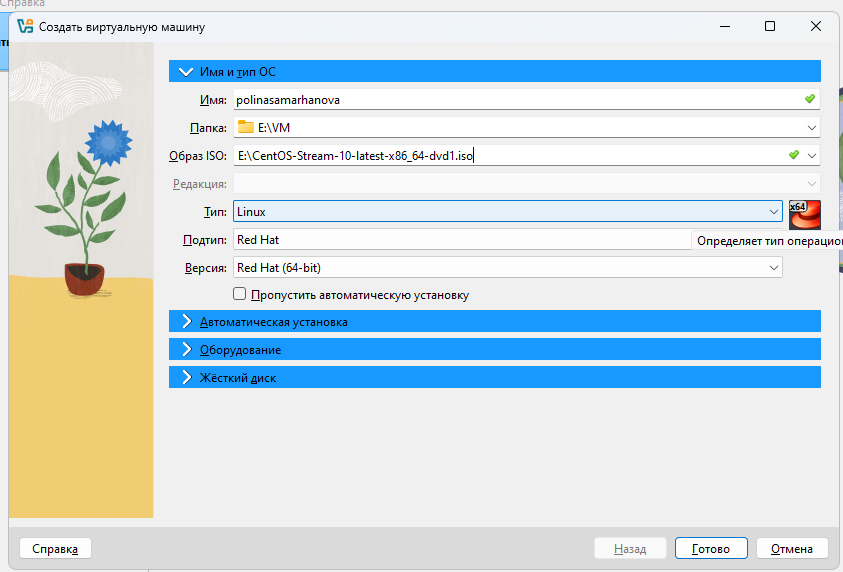 Справка
Создать виртуальную машину
Имя и тип ОС
Имя: polinasamarhanova
Папка: E:\VM
Образ ISO: E:\CentOS-Stream-10-latest-x86_64-dvd1.iso
Редакция:
Тип: Linux
x64
Подтип: Red Hat
Определяет тип операцион
Версия: Red Hat (64-bit)
Пропустить автоматическую установку
Автоматическая установка
Оборудование
Жёсткий диск
Справка Назад Готово Отмена